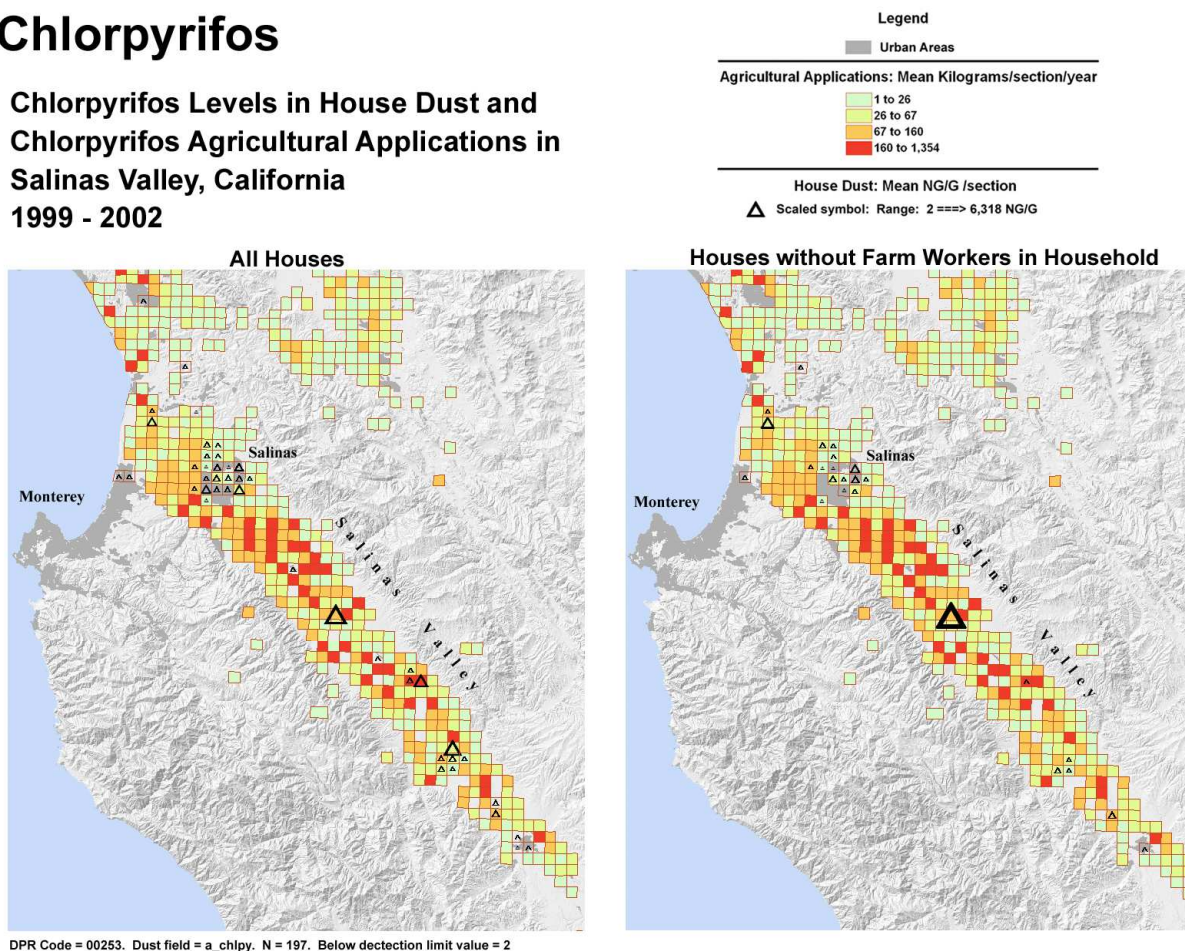 Chlorpyrifos
Chlorpyrifos Levels in House Dust and
Chlorpyrifos Agricultural Applications in
Salinas Valley, California
1999 - 2002
Legend
Urban Areas
Agricultural Applications: Mean Kilograms/section/year
1 to 26
26 to 67
67 to 160
160 to 1,354
House Dust: Mean NG/G /section
Scaled symbol: Range: 2 ===> 6,318 NG/G
All Houses
Salinas
Monterey
Salinas
Valley
Houses without Farm Workers in Household
Salinas
Monterey
Salinas
Valley
DPR Code = 00253. Dust field = a_chlpy. N = 197. Below dectection limit value = 2